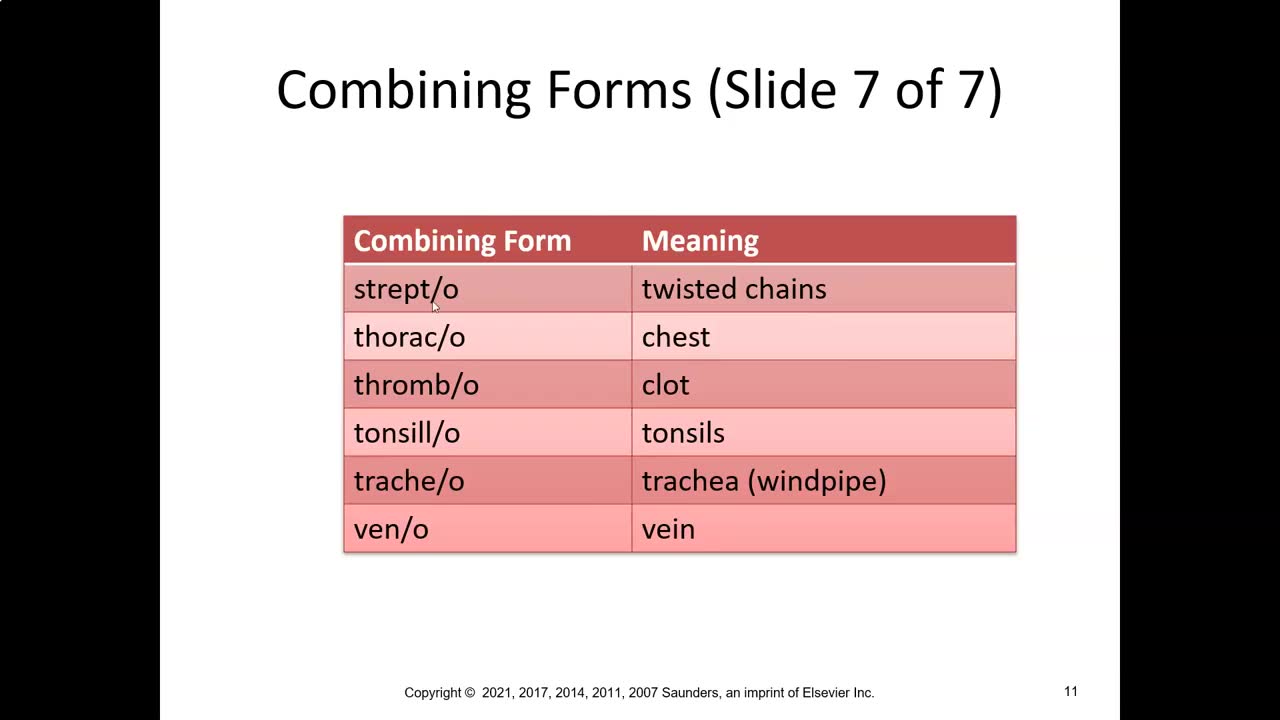 Combining Forms (Slide 7 of 7)
Combining Form Meaning
strept/o twisted chains
thorac/o chest
thromb/o clot
tonsill/o tonsils
trache/o trachea (windpipe)
ven/o vein
Copyright © 2021, 2017, 2014, 2011, 2007 Saunders, an imprint of Elsevier Inc.
11